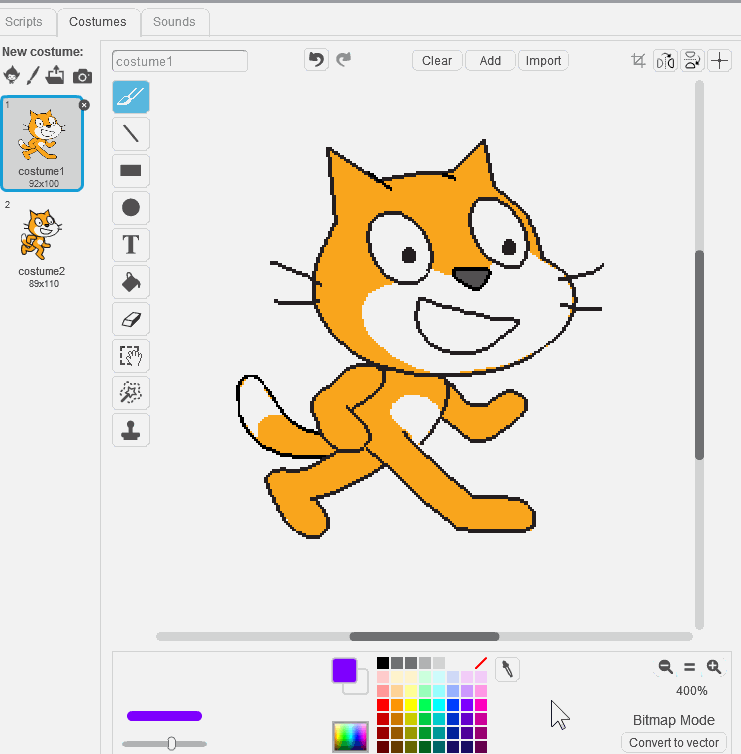 Scripts Costumes Sounds
New costume:
costume1
Clear Add Import
1
costume1
92x100
2
costume2
89x110
T
400%
Bitmap Mode
Convert to vector